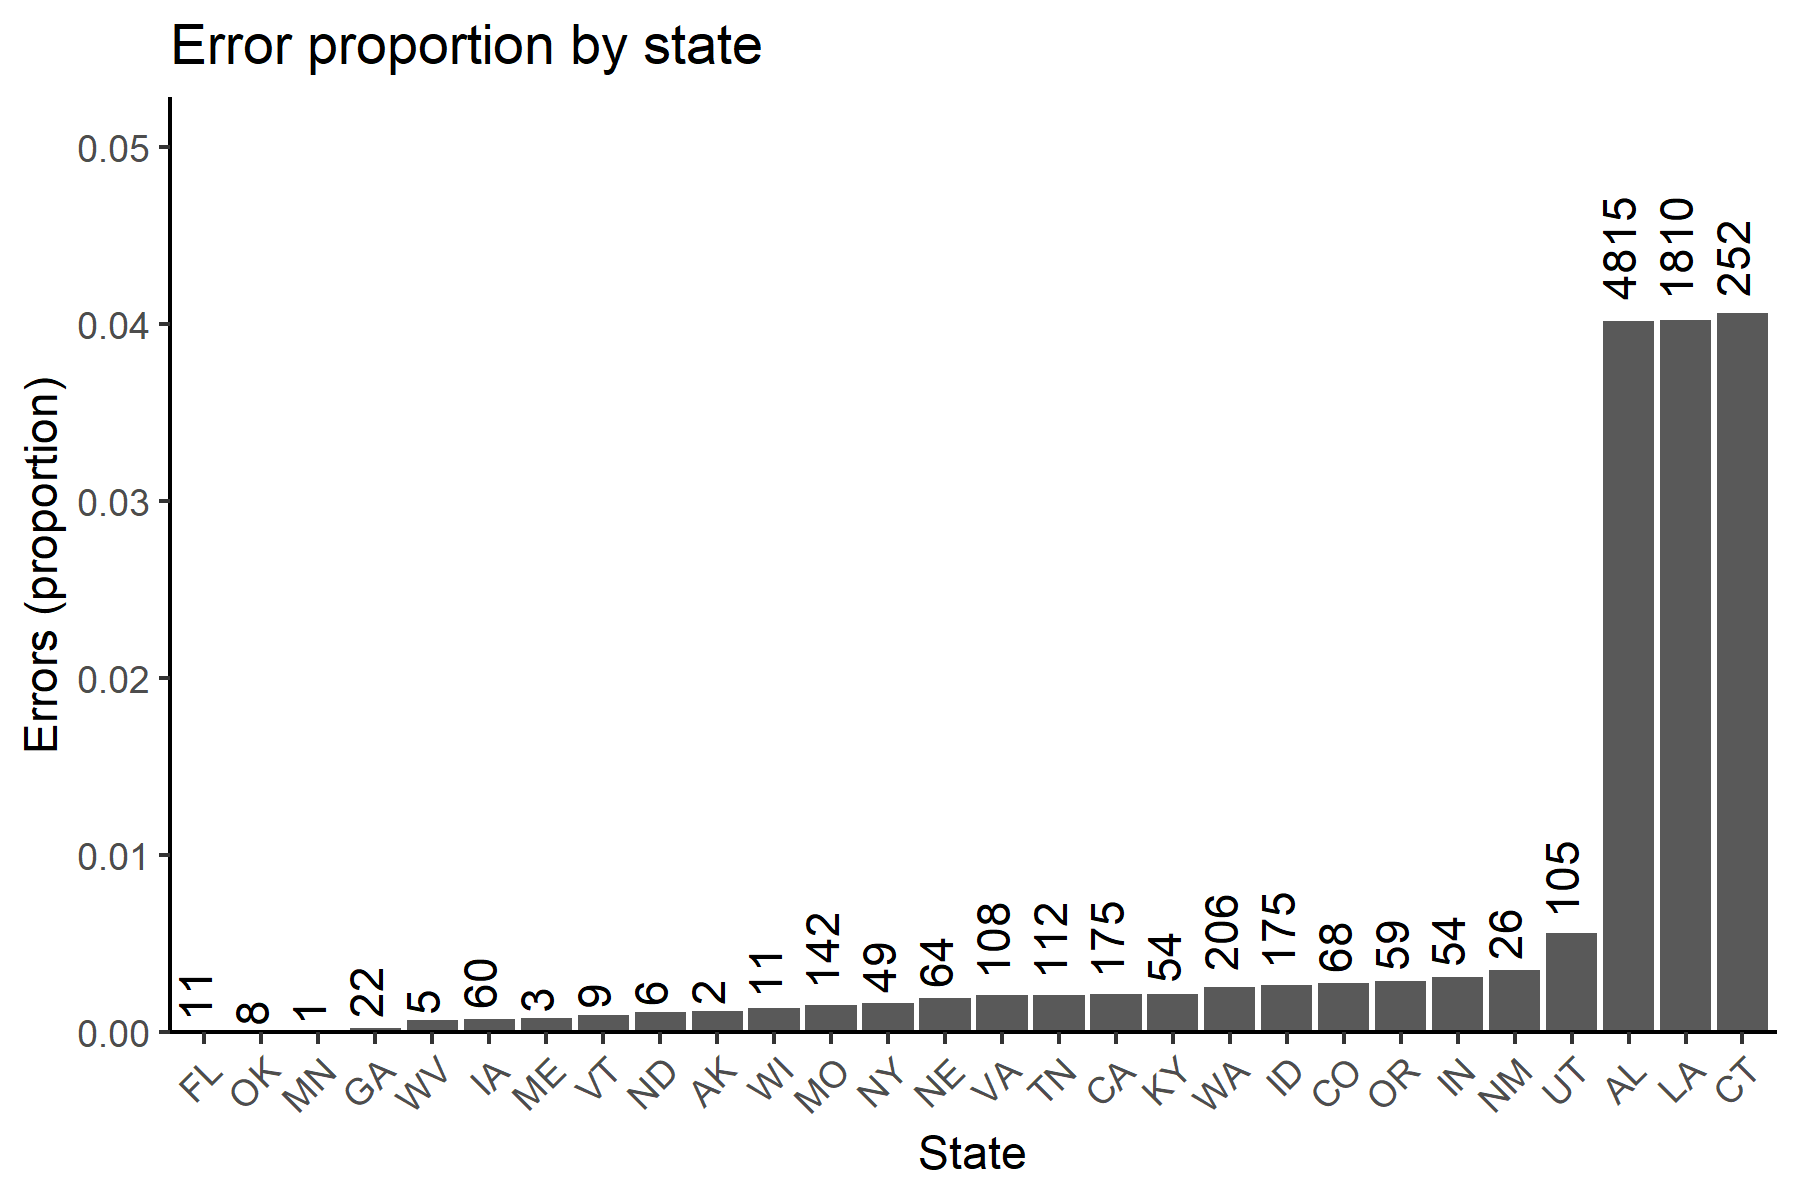 Error proportion by state
Errors (proportion)
0.05
0.04
0.03
0.02
0.01
0.00
11 8 1 22 5 60 3 9 6 2 11 142 49 64 108 112 175 54 206 175 68 59 54 26 105 4815 1810 252
FL OK MN GA WV IA ME VT ND AK WI MO NY NE VA TN CA KY WA ID CO OR IN NM UT AL LA CT
State